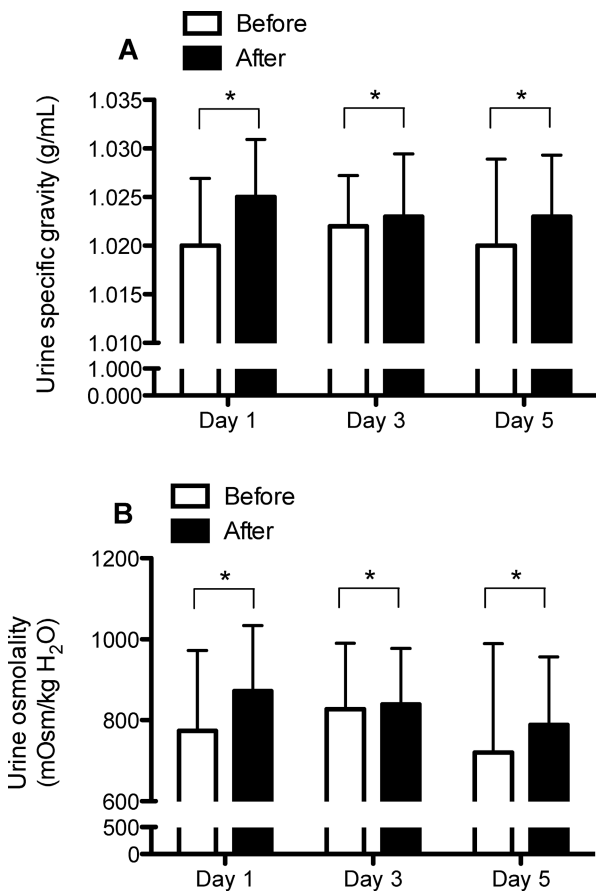 A
Before
After
Urine specific gravity (g/mL)
1.035
1.030
1.025
1.020
1.015
1.010
1.000
0.000
*
*
*
Day 1
Day 3
Day 5
B
Before
After
Urine osmolality
(mOsm/kg H₂O)
1200
1000
800
600
500
0
*
*
*
Day 1
Day 3
Day 5